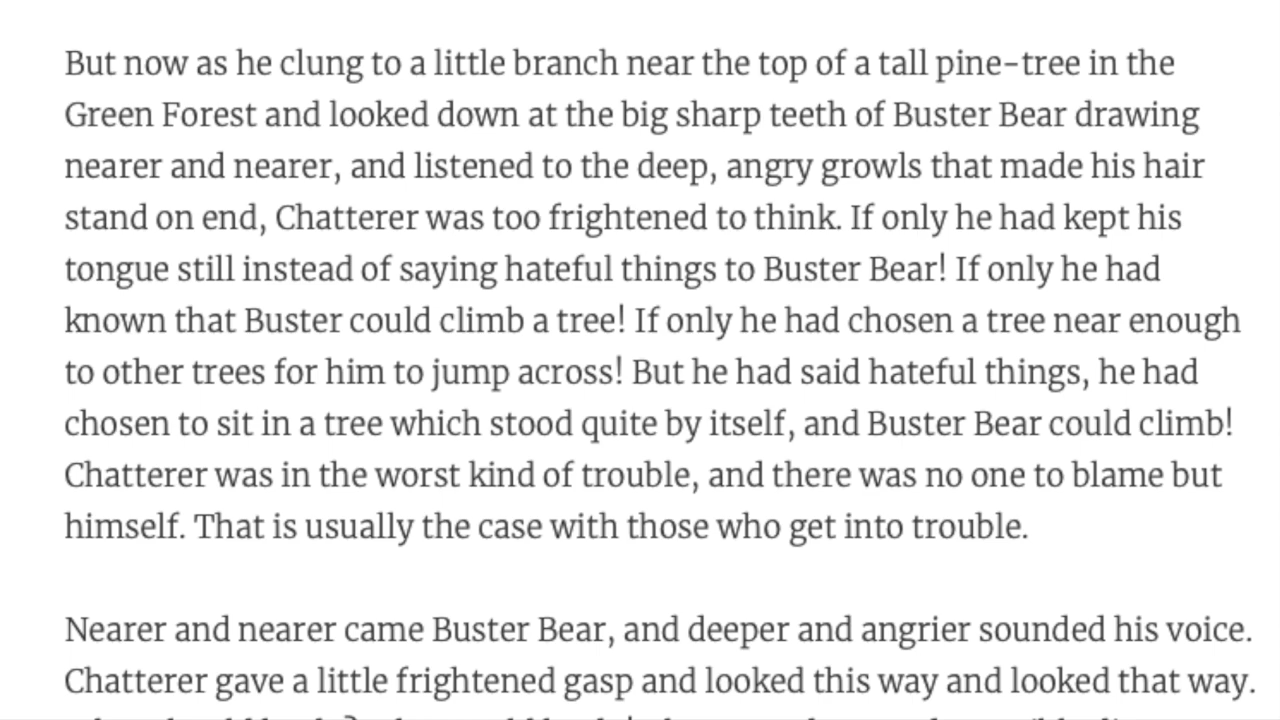 But now as he clung to a little branch near the top of a tall pine-tree in the
Green Forest and looked down at the big sharp teeth of Buster Bear drawing
nearer and nearer, and listened to the deep, angry growls that made his hair
stand on end, Chatterer was too frightened to think. If only he had kept his
tongue still instead of saying hateful things to Buster Bear! If only he had
known that Buster could climb a tree! If only he had chosen a tree near enough
to other trees for him to jump across! But he had said hateful things, he had
chosen to sit in a tree which stood quite by itself, and Buster Bear could climb!
Chatterer was in the worst kind of trouble, and there was no one to blame but
himself. That is usually the case with those who get into trouble.
Nearer and nearer came Buster Bear, and deeper and angrier sounded his voice.
Chatterer gave a little frightened gasp and looked this way and looked that way.